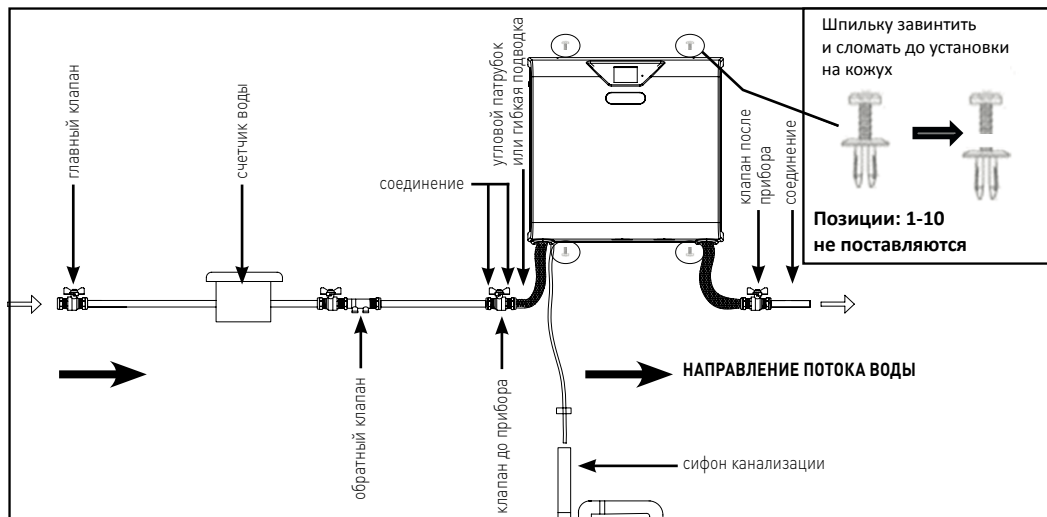 главный клапан
счетчик воды
соединение
угловой патрубок
или гибкая подводка
клапан после
прибора
соединение
Шпильку завинтить
и сломать до установки
на кожух
Позиции: 1-10
не поставляются
обратный клапан
клапан до прибора
НАПРАВЛЕНИЕ ПОТОКА ВОДЫ
сифон канализации